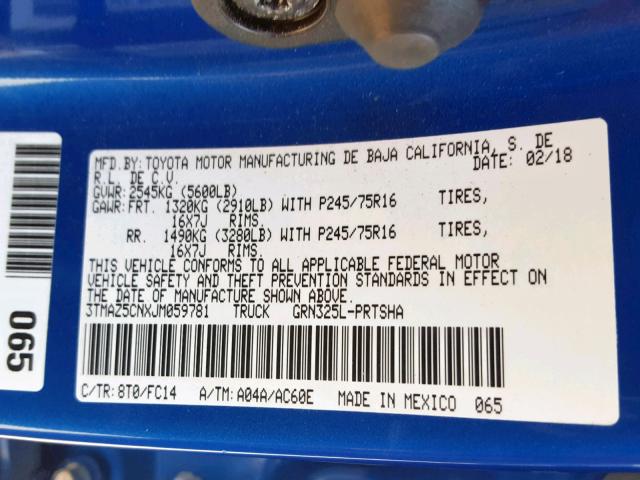 MFD.BY: TOYOTA MOTOR MANUFACTURING DE BAJA CALIFORNIA, S. DE
R.L. DE C.V. DATE: 02/18
GVWR: 2545KG (5600LB)
GAWR: FRT. 1320KG (2910LB) WITH P245/75R16 TIRES,
16X7J RIMS.
RR. 1490KG (3280LB) WITH P245/75R16 TIRES,
16X7J RIMS.
THIS VEHICLE CONFORMS TO ALL APPLICABLE FEDERAL MOTOR
VEHICLE SAFETY AND THEFT PREVENTION STANDARDS IN EFFECT ON
THE DATE OF MANUFACTURE SHOWN ABOVE.
3TMAZ5CNXJM059781 TRUCK GRN325L-PRTSHA
C/TR: 8T0/FC14 A/TM: A04A/AC60E MADE IN MEXICO 065
065